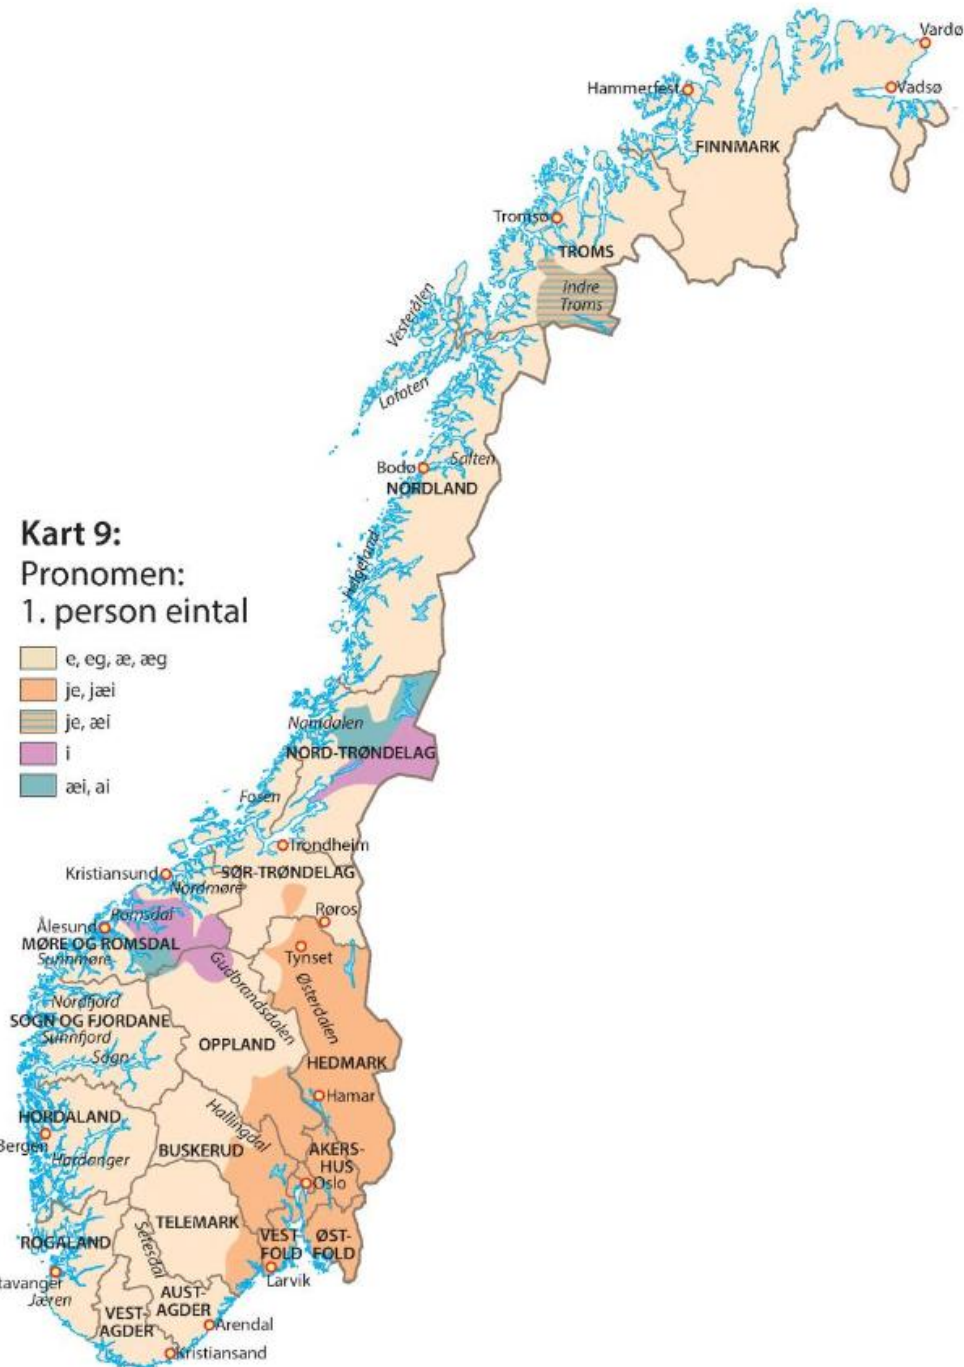 Vardø
Hammerfest
Vadsø
FINNMARK
Tromsø
TROMS
Indre
Troms
Vesterålen
Lofoten
Salten
Bodø
NORDLAND
Helgeland
Kart 9:
Pronomen:
1. person eintal
e, eg, æ, æg
je, jæi
je, æi
i
æi, ai
Namdalen
NORD-TRØNDELAG
Fosen
Trondheim
Kristiansund
SØR-TRØNDELAG
Nordmøre
Røros
Romsdal
Ålesund
MØRE OG ROMSDAL
Sunnmøre
Tynset
Gudbrandsdalen
Østerdalen
Nordfjord
SOGN OG FJORDANE
Sunnfjord
Sogn
OPPLAND
HEDMARK
Hamar
Hallingdal
HORDALAND
Bergen
Hardanger
BUSKERUD
AKERS-
HUS
Oslo
TELEMARK
Setesdal
VEST
FOLD
ØST-
FOLD
ROGALAND
Larvik
tavanger
Jæren
AUST-
AGDER
VEST-
AGDER
Arendal
Kristiansand